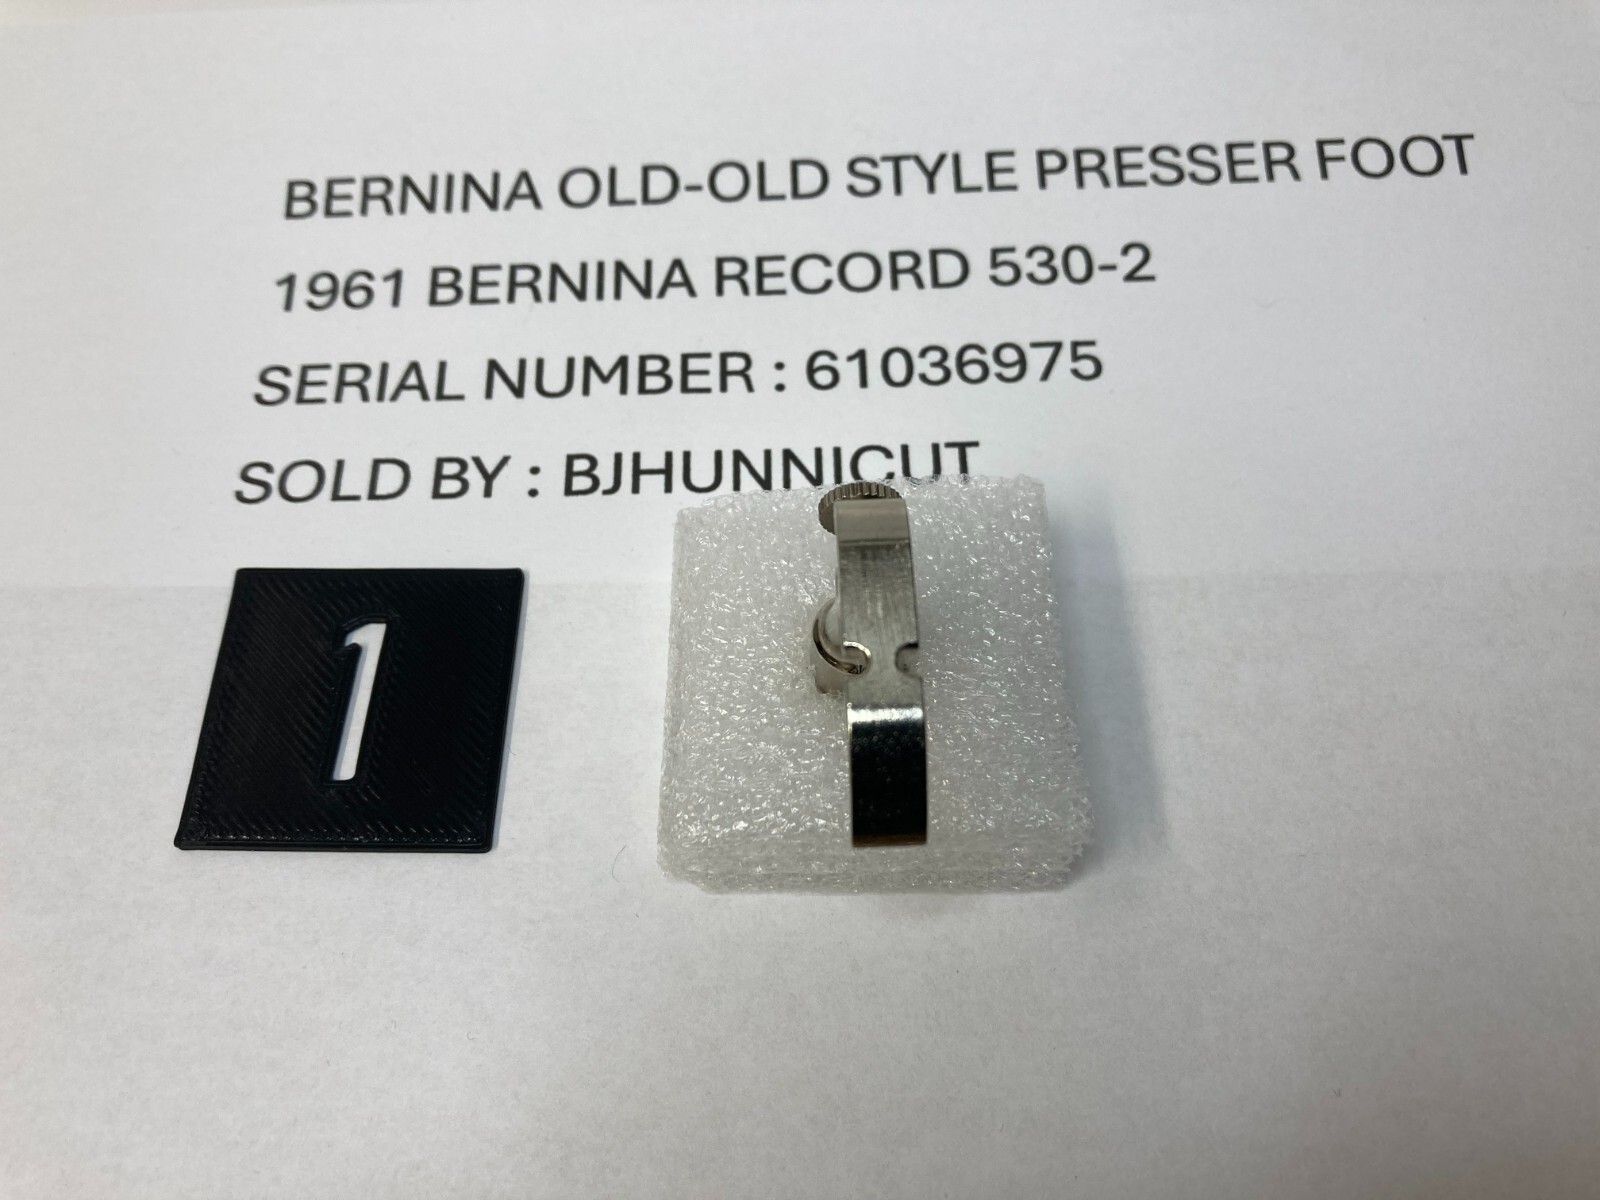 BERNINA OLD-OLD STYLE PRESSER FOOT
1961 BERNINA RECORD 530-2
SERIAL NUMBER : 61036975
SOLD BY : BJHUNNICUT
1